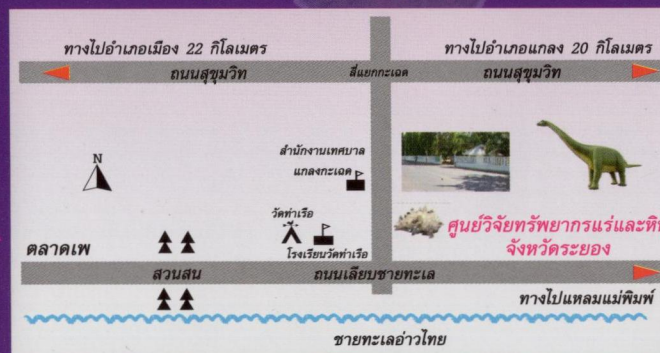 ทางไปอำเภอเมือง 22 กิโลเมตร
ทางไปอำเภอแกลง 20 กิโลเมตร
ถนนสุขุมวิท
สี่แยกกะเฉด
ถนนสุขุมวิท
N
สำนักงานเทศบาล
แกลงกะเฉด
วัดท่าเรือ
โรงเรียนวัดท่าเรือ
ศูนย์วิจัยทรัพยากรแร่และหิน
จังหวัดระยอง
ตลาดเพ
สวนสน
ถนนเลียบชายทะเล
ทางไปแหลมแม่พิมพ์
ชายทะเลอ่าวไทย